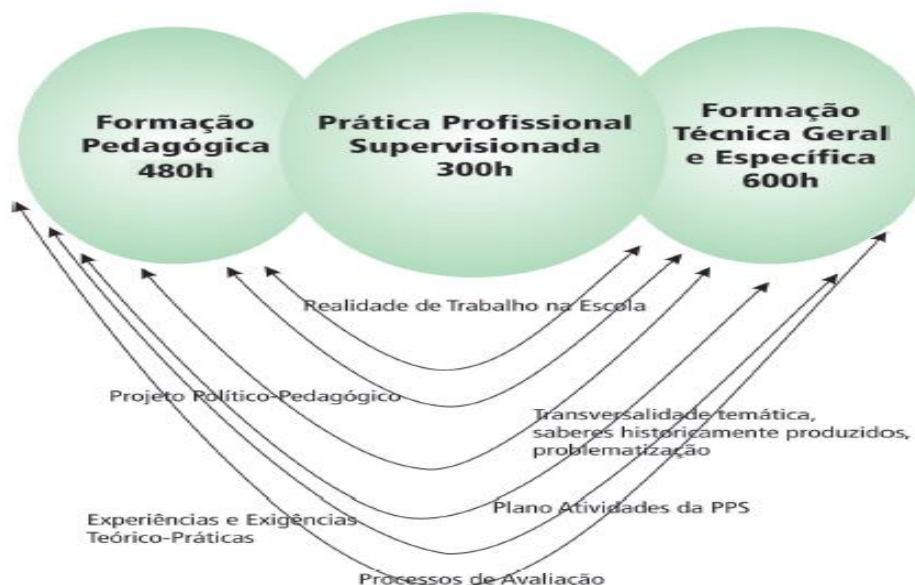 Formação
Pedagógica
480h
Prática Profissional
Supervisionada
300h
Formação
Técnica Geral
e Específica
600h
Realidade de Trabalho na Escola
Projeto Político-Pedagógico
Transversalidade temática,
saberes historicamente produzidos,
problematização
Plano Atividades da PPS
Experiências e Exigências
Teórico-Práticas
Processos de Avaliação